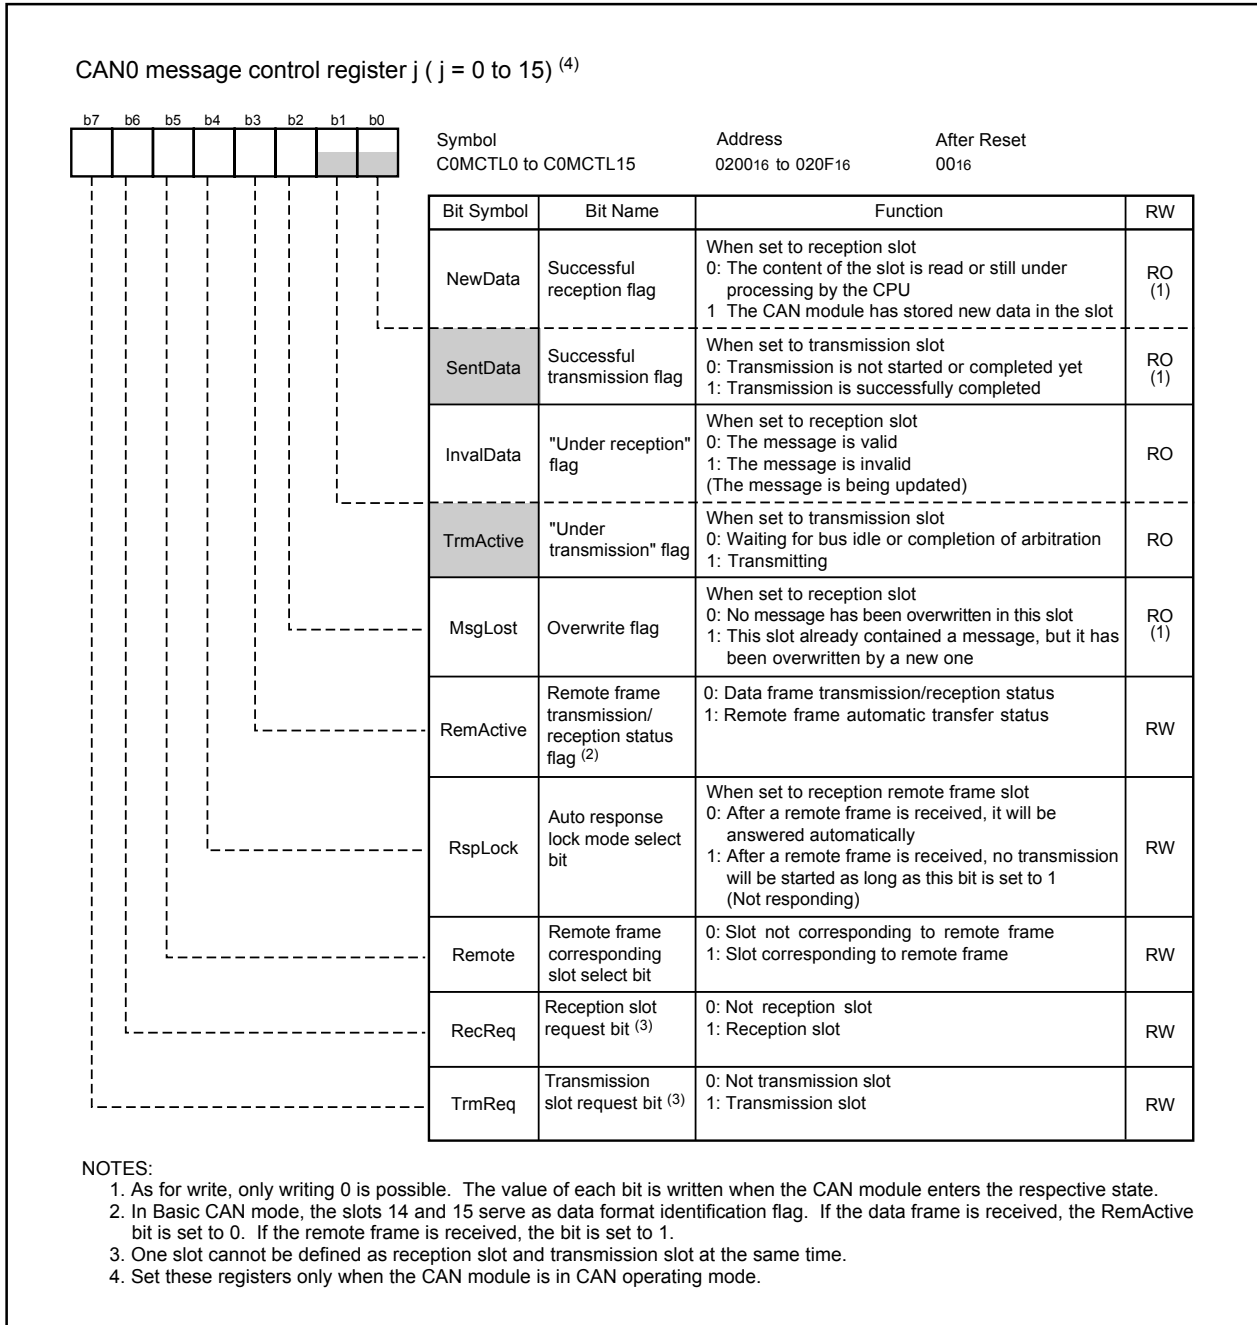 CAN0 message control register j ( j = 0 to 15) (4)
b7 b6 b5 b4 b3 b2 b1 b0
Symbol Address After Reset
C0MCTL0 to C0MCTL15 020016 to 020F16 0016
Bit Symbol Bit Name Function RW
NewData
Successful
reception flag
When set to reception slot
0: The content of the slot is read or still under
processing by the CPU
1 The CAN module has stored new data in the slot
RO
(1)
SentData
Successful
transmission flag
When set to transmission slot
0: Transmission is not started or completed yet
1: Transmission is successfully completed
RO
(1)
InvalData
"Under reception"
flag
When set to reception slot
0: The message is valid
1: The message is invalid
(The message is being updated)
RO
TrmActive
"Under
transmission" flag
When set to transmission slot
0: Waiting for bus idle or completion of arbitration
1: Transmitting
RO
MsgLost
Overwrite flag
When set to reception slot
0: No message has been overwritten in this slot
1: This slot already contained a message, but it has
been overwritten by a new one
RO
(1)
RemActive
Remote frame
transmission/
reception status
flag (2)
0: Data frame transmission/reception status
1: Remote frame automatic transfer status
RW
RspLock
Auto response
lock mode select
bit
When set to reception remote frame slot
0: After a remote frame is received, it will be
answered automatically
1: After a remote frame is received, no transmission
will be started as long as this bit is set to 1
(Not responding)
RW
Remote
Remote frame
corresponding
slot select bit
0: Slot not corresponding to remote frame
1: Slot corresponding to remote frame
RW
RecReq
Reception slot
request bit (3)
0: Not reception slot
1: Reception slot
RW
TrmReq
Transmission
slot request bit (3)
0: Not transmission slot
1: Transmission slot
RW
NOTES:
1. As for write, only writing 0 is possible. The value of each bit is written when the CAN module enters the respective state.
2. In Basic CAN mode, the slots 14 and 15 serve as data format identification flag. If the data frame is received, the RemActive
bit is set to 0. If the remote frame is received, the bit is set to 1.
3. One slot cannot be defined as reception slot and transmission slot at the same time.
4. Set these registers only when the CAN module is in CAN operating mode.